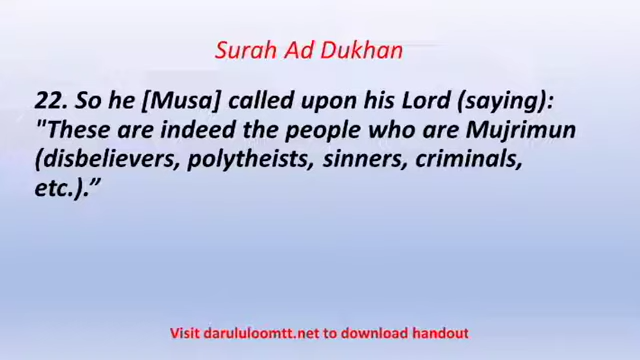 Surah Ad Dukhan
22. So he [Musa] called upon his Lord (saying):
"These are indeed the people who are Mujrimun
(disbelievers, polytheists, sinners, criminals,
etc.).”
Visit darululoomtt.net to download handout